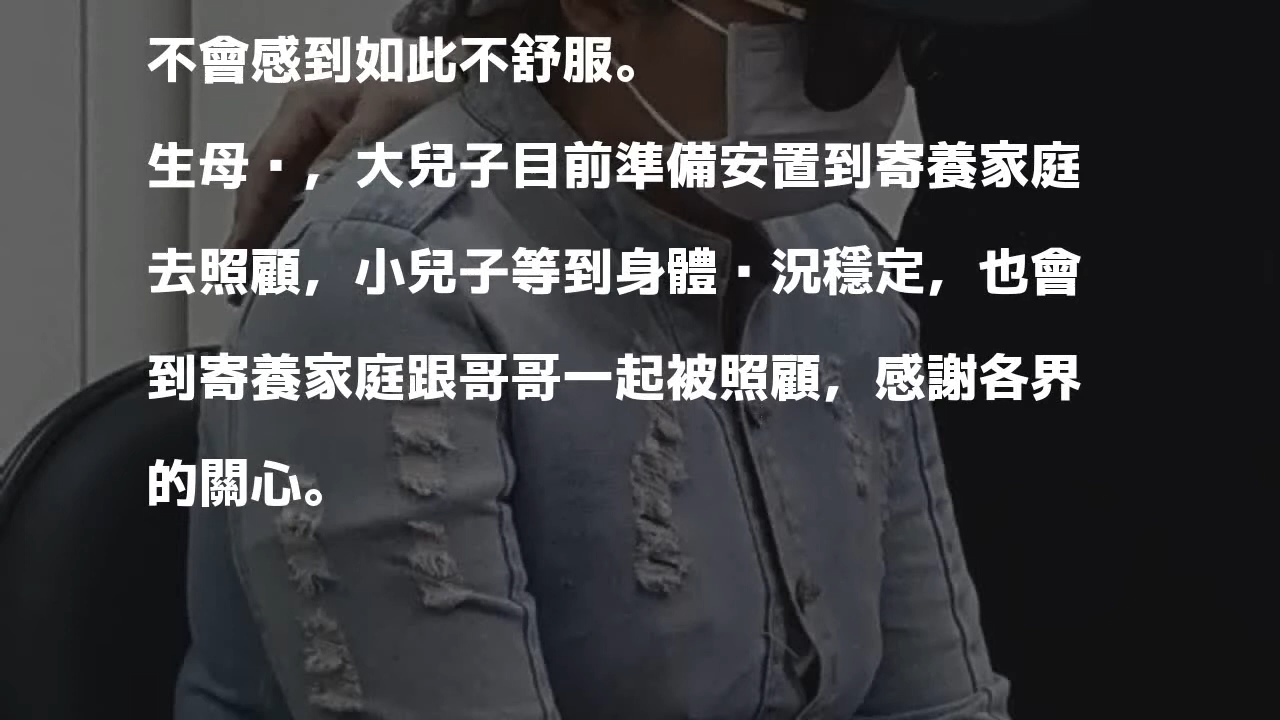 不會感到如此不舒服。
生母▪，大兒子目前準備安置到寄養家庭
去照顧，小兒子等到身體▪況穩定，也會
到寄養家庭跟哥哥一起被照顧，感謝各界
的關心。